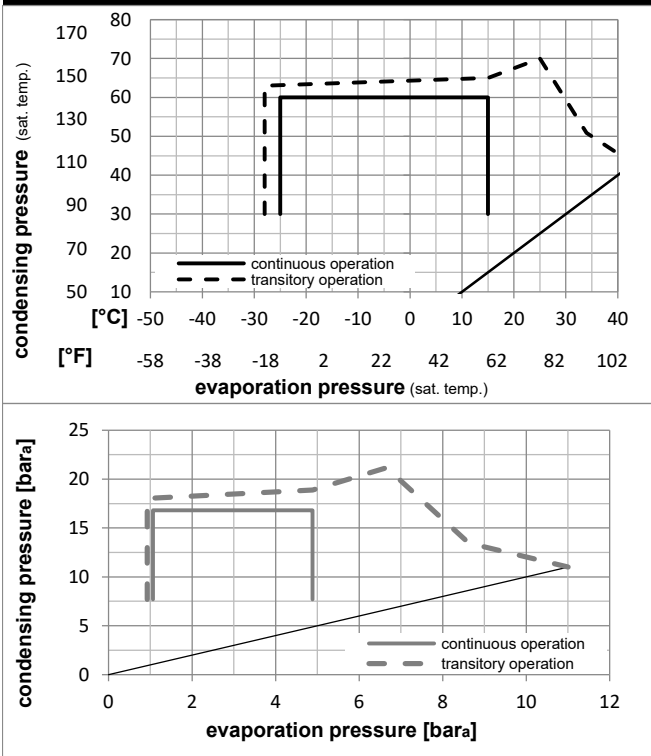 condensing pressure (sat. temp.)
170 80
150 70
60
130 50
110 40
90 30
70 20
50 10
continuous operation
transitory operation
[°C] -50 -40 -30 -20 -10 0 10 20 30 40
[°F] -58 -38 -18 2 22 42 62 82 102
evaporation pressure (sat. temp.)
condensing pressure [bara]
25
20
15
10
5
0
continuous operation
transitory operation
0 2 4 6 8 10 12
evaporation pressure [bara]